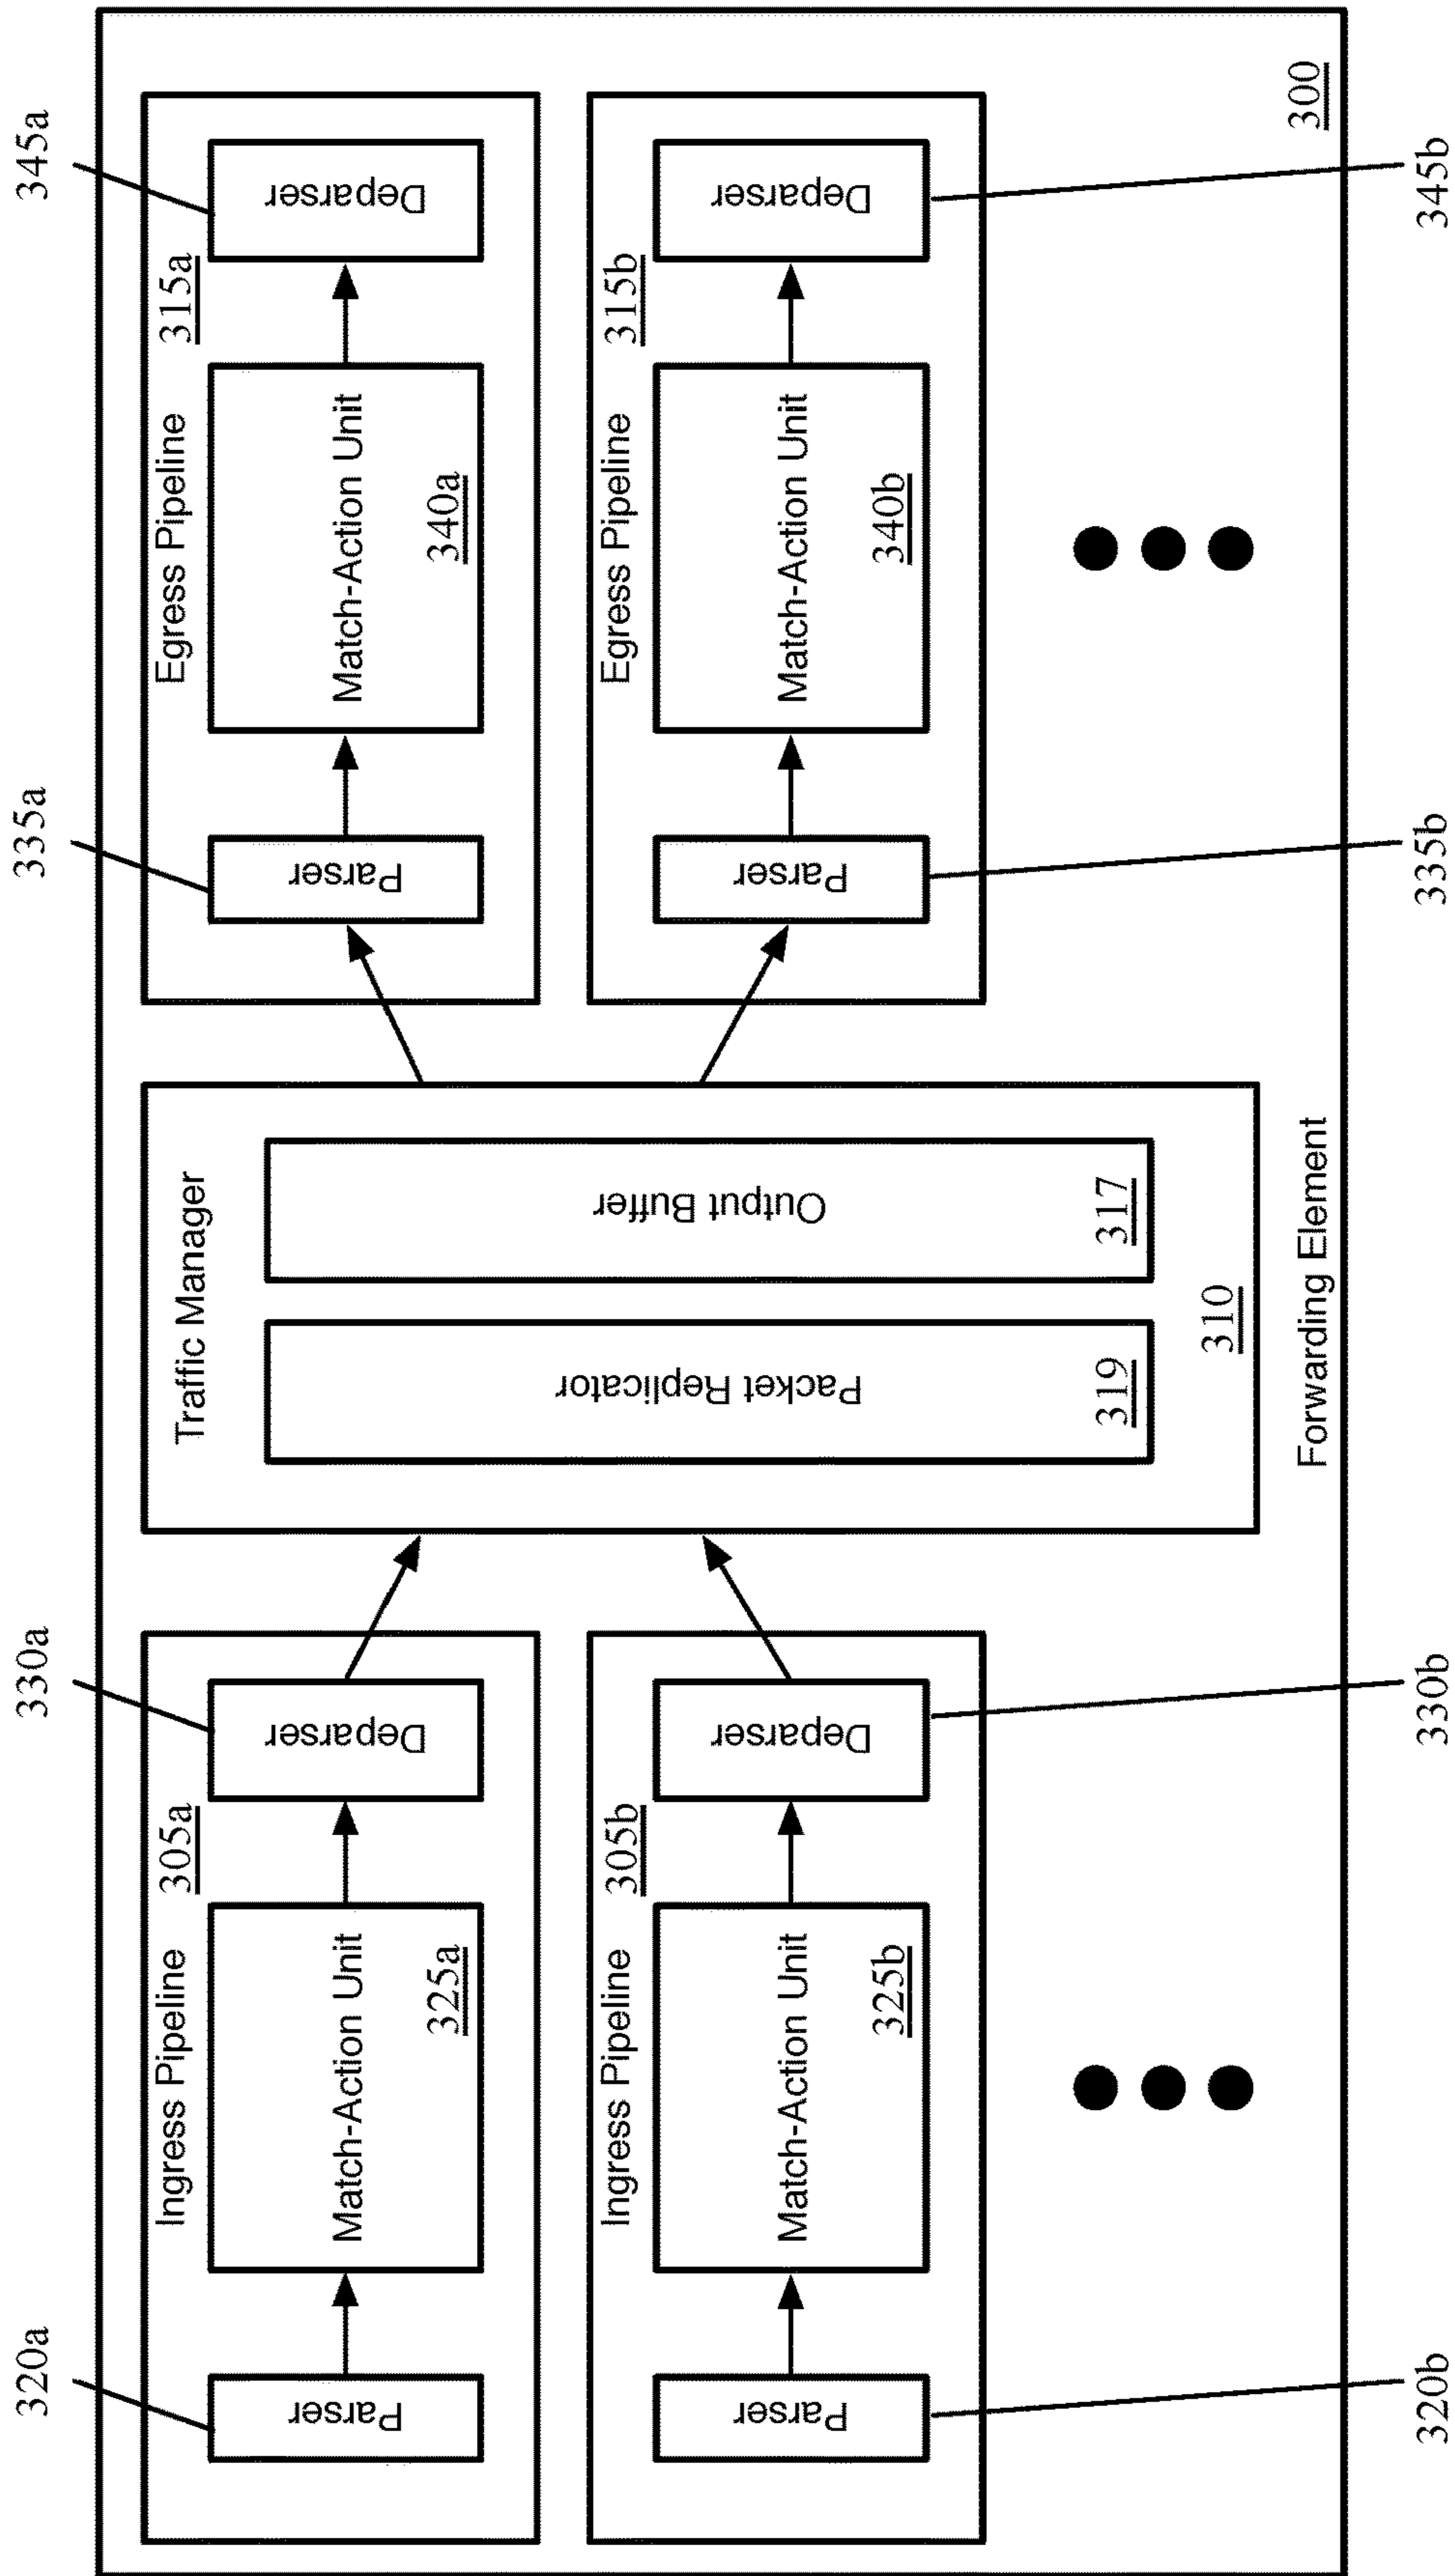 320a
330a
335a
345a
Ingress Pipeline
305a
Parser
Match-Action Unit
325a
Deparser
Ingress Pipeline
305b
Parser
Match-Action Unit
325b
Deparser
Traffic Manager
Packet Replicator
319
Output Buffer
317
310
Egress Pipeline
315a
Parser
Match-Action Unit
340a
Deparser
Egress Pipeline
315b
Parser
Match-Action Unit
340b
Deparser
Forwarding Element
300
320b
330b
335b
345b